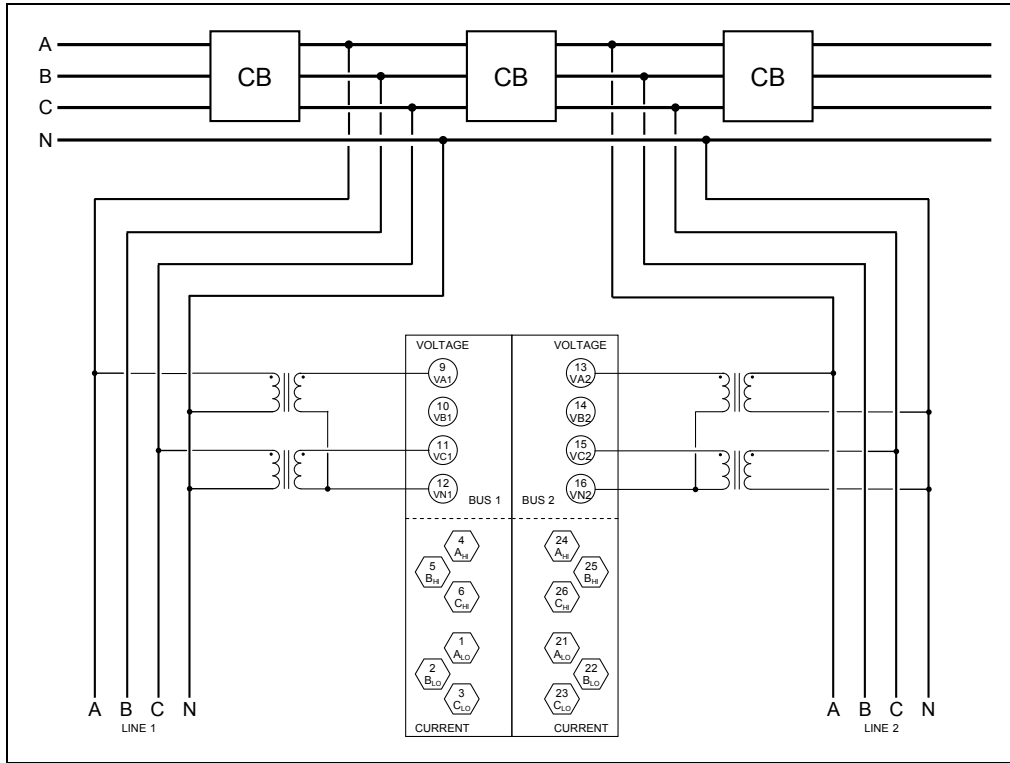 A
B
C
N
CB
CB
CB
VOLTAGE
VOLTAGE
9
VA1
13
VA2
10
VB1
14
VB2
11
VC1
15
VC2
12
VN1
BUS 1
BUS 2
16
VN2
4
AHI
24
AHI
5
BHI
25
BHI
6
CHI
26
CHI
1
ALO
21
ALO
2
BLO
22
BLO
3
CLO
23
CLO
CURRENT
CURRENT
A B C N
LINE 1
A B C N
LINE 2